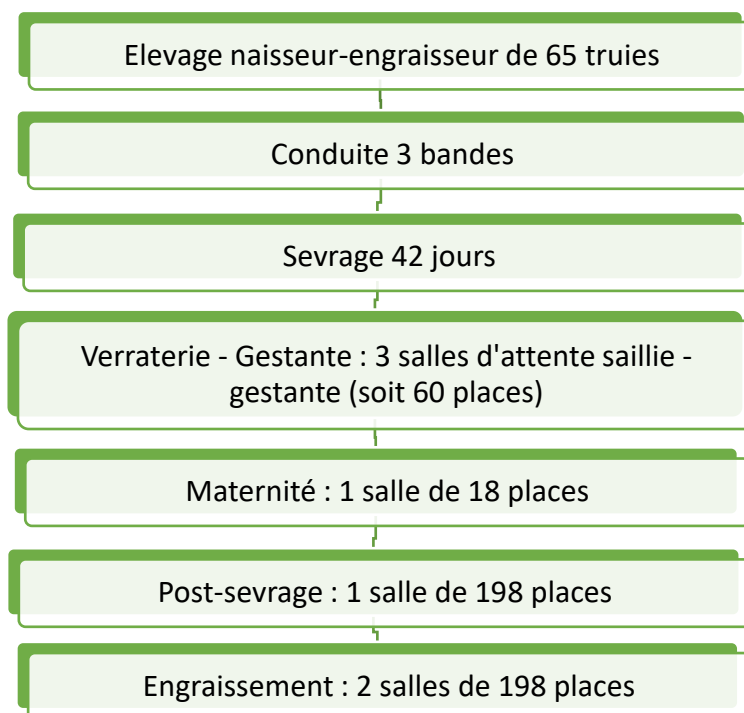 Elevage naisseur-engraisseur de 65 truies
Conduite 3 bandes
Sevrage 42 jours
Verraterie - Gestante : 3 salles d'attente saillie -
gestante (soit 60 places)
Maternité : 1 salle de 18 places
Post-sevrage : 1 salle de 198 places
Engraissement : 2 salles de 198 places